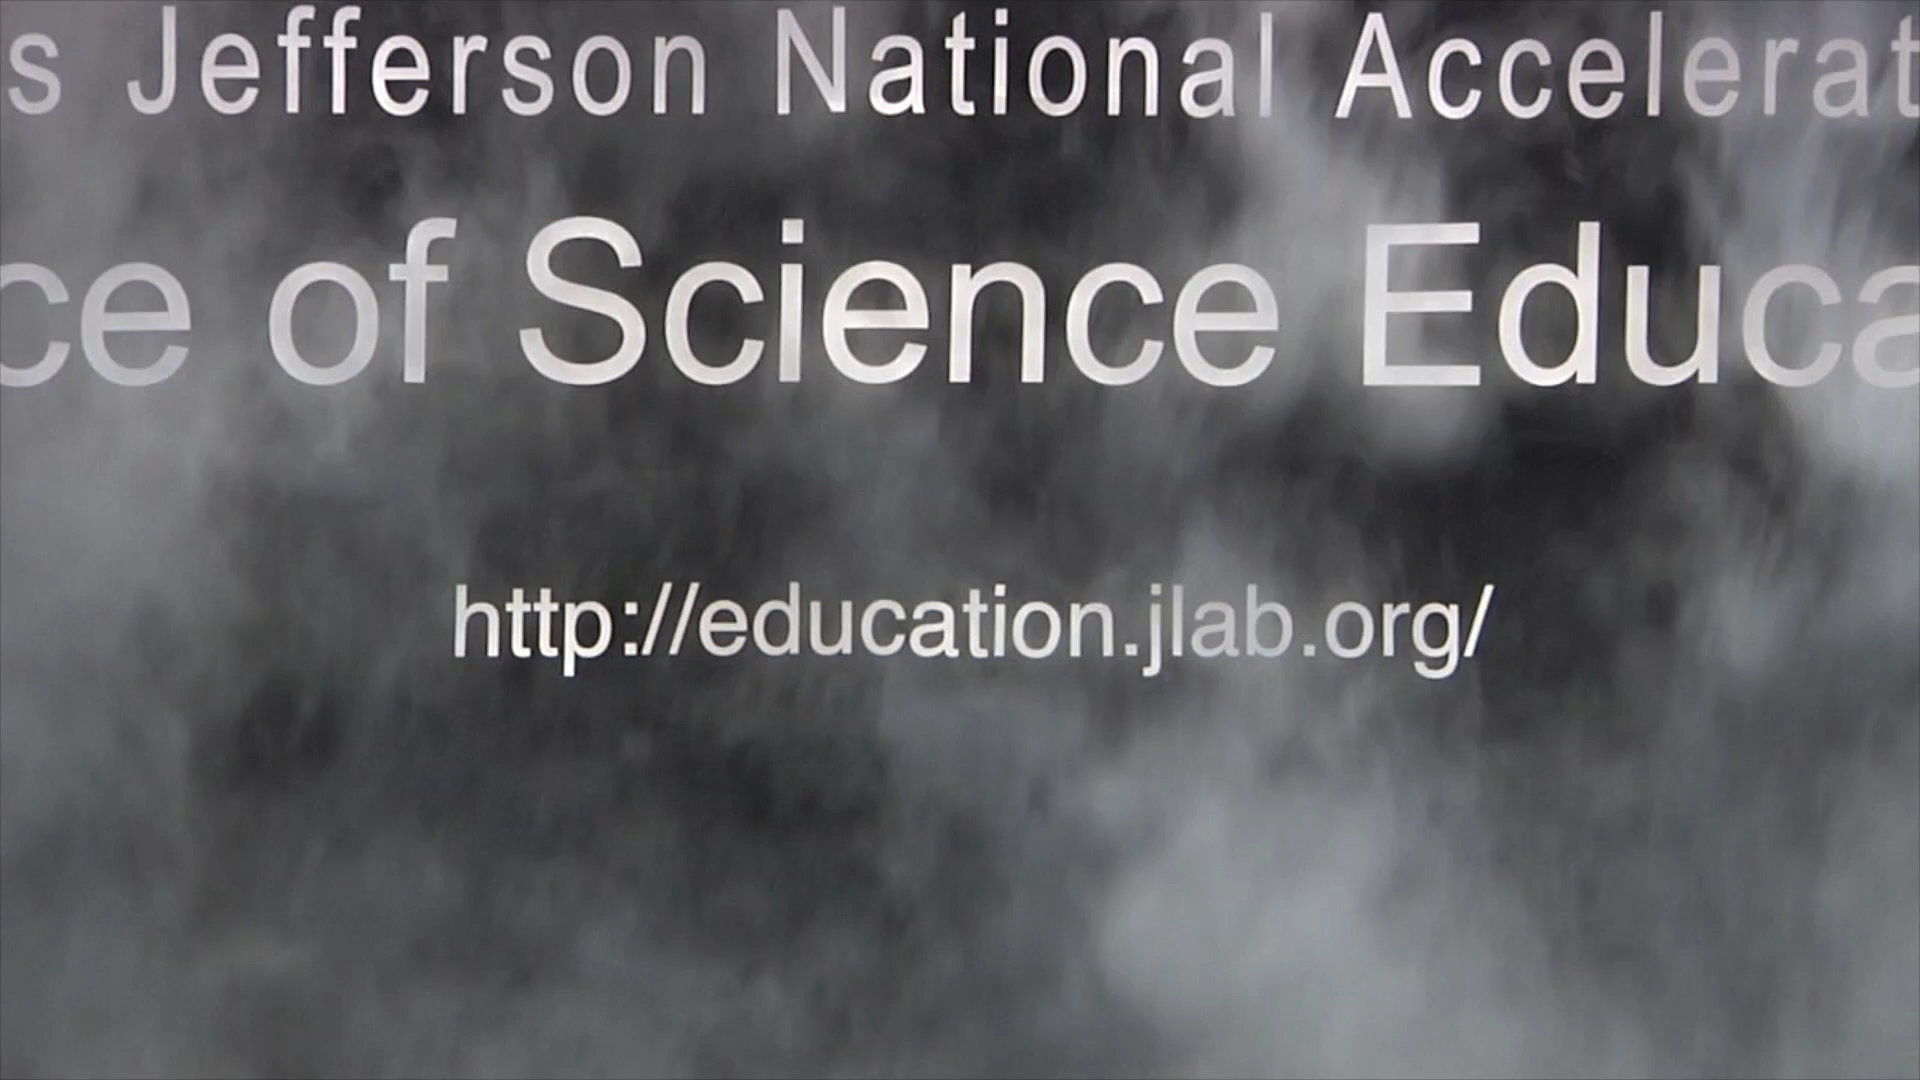 s Jefferson National Accelerat
ce of Science Educa
http://education.jlab.org/